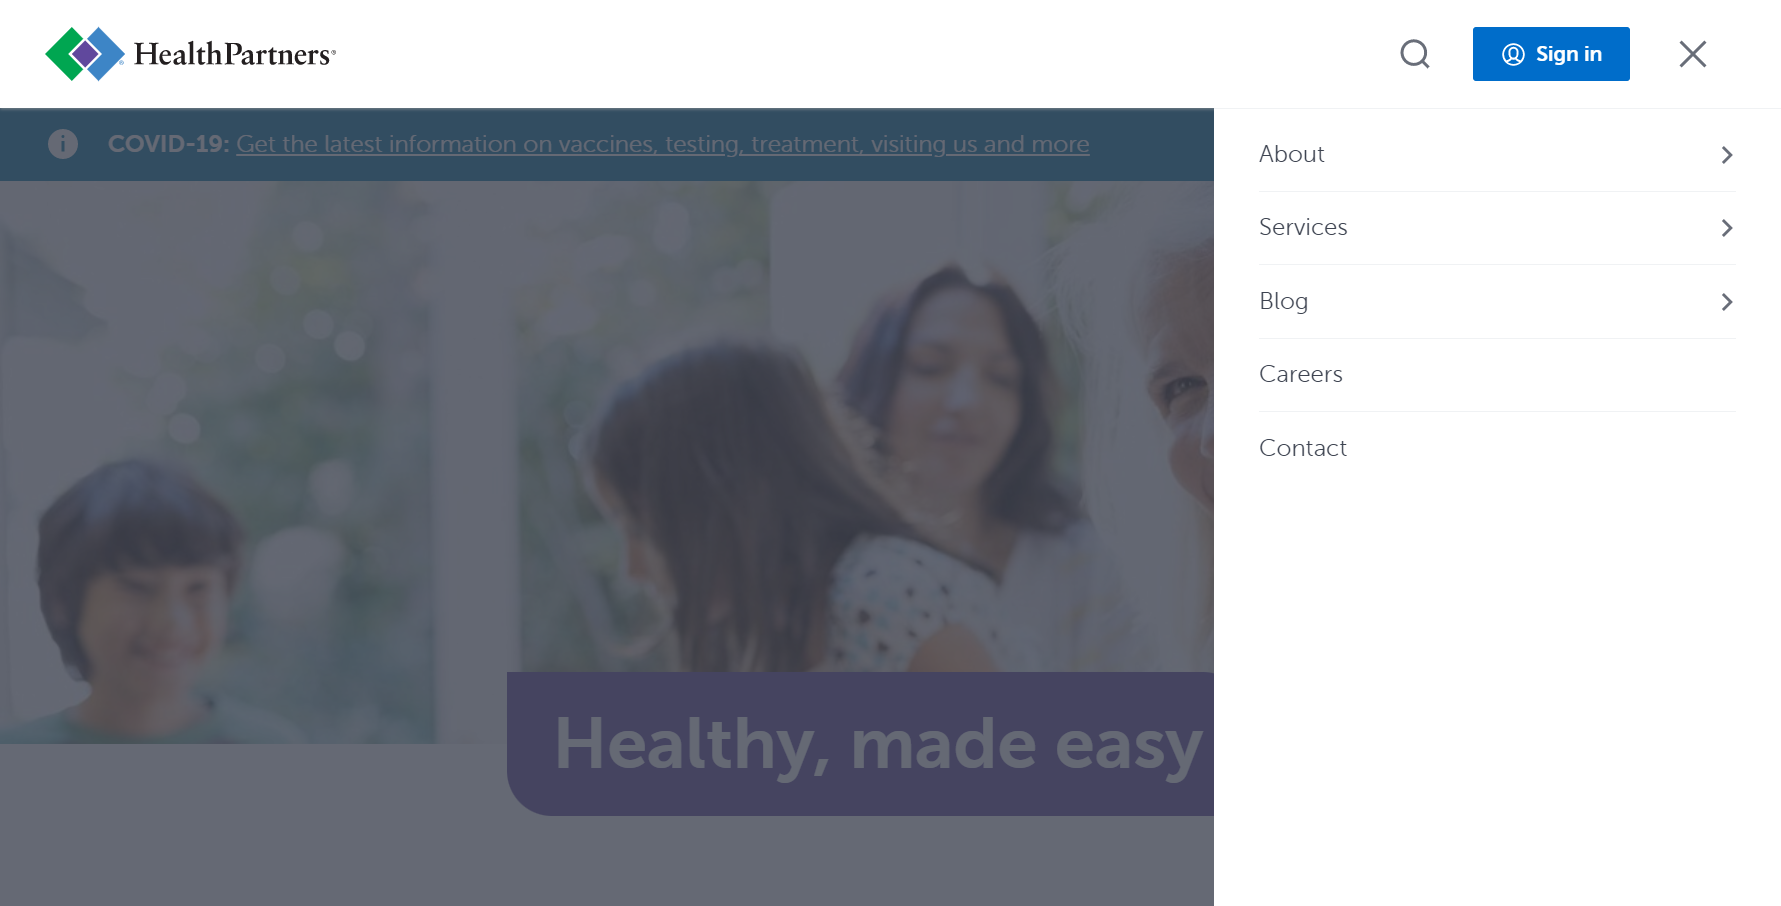 HealthPartners®
Sign in
COVID-19: Get the latest information on vaccines, testing, treatment, visiting us and more
About
Services
Blog
Careers
Contact
Healthy, made easy